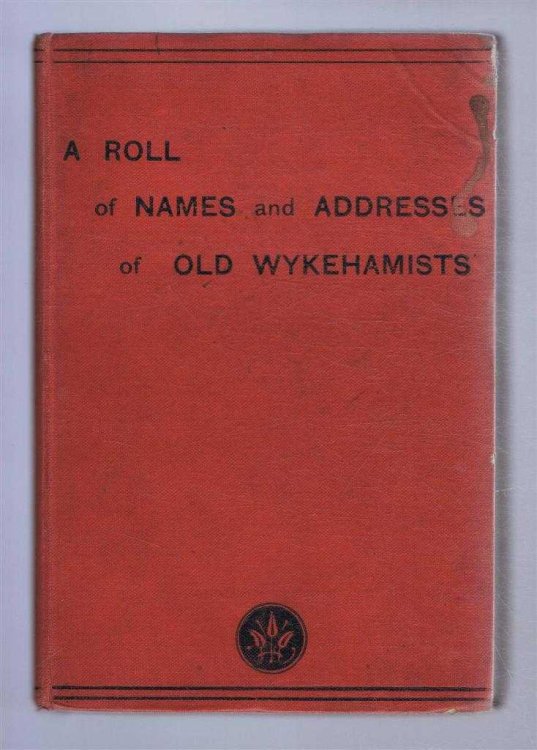 A ROLL
of NAMES and ADDRESSES
of OLD WYKEHAMISTS